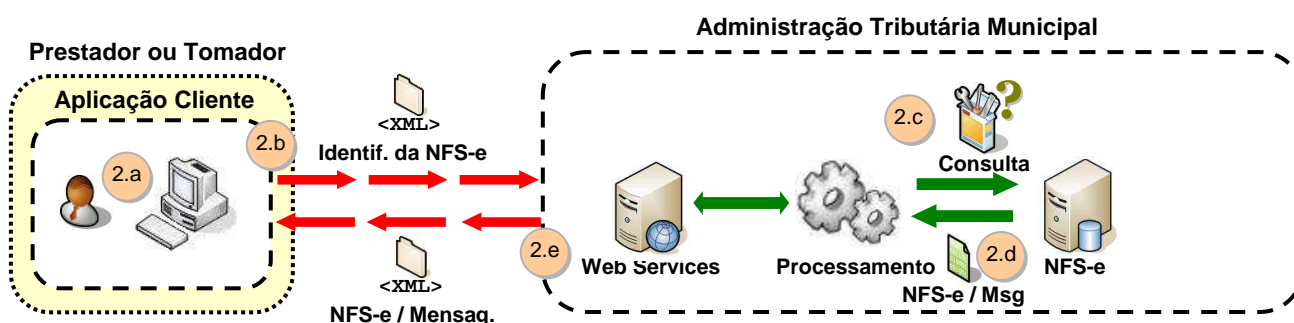 Administração Tributária Municipal
Prestador ou Tomador
Aplicação Cliente
2.a
2.b
<XML>
Identif. da NFS-e
2.c
Consulta
2.e
Web Services
Processamento
2.d
NFS-e
NFS-e / Msg
<XML>
NFS-e / Mensag.